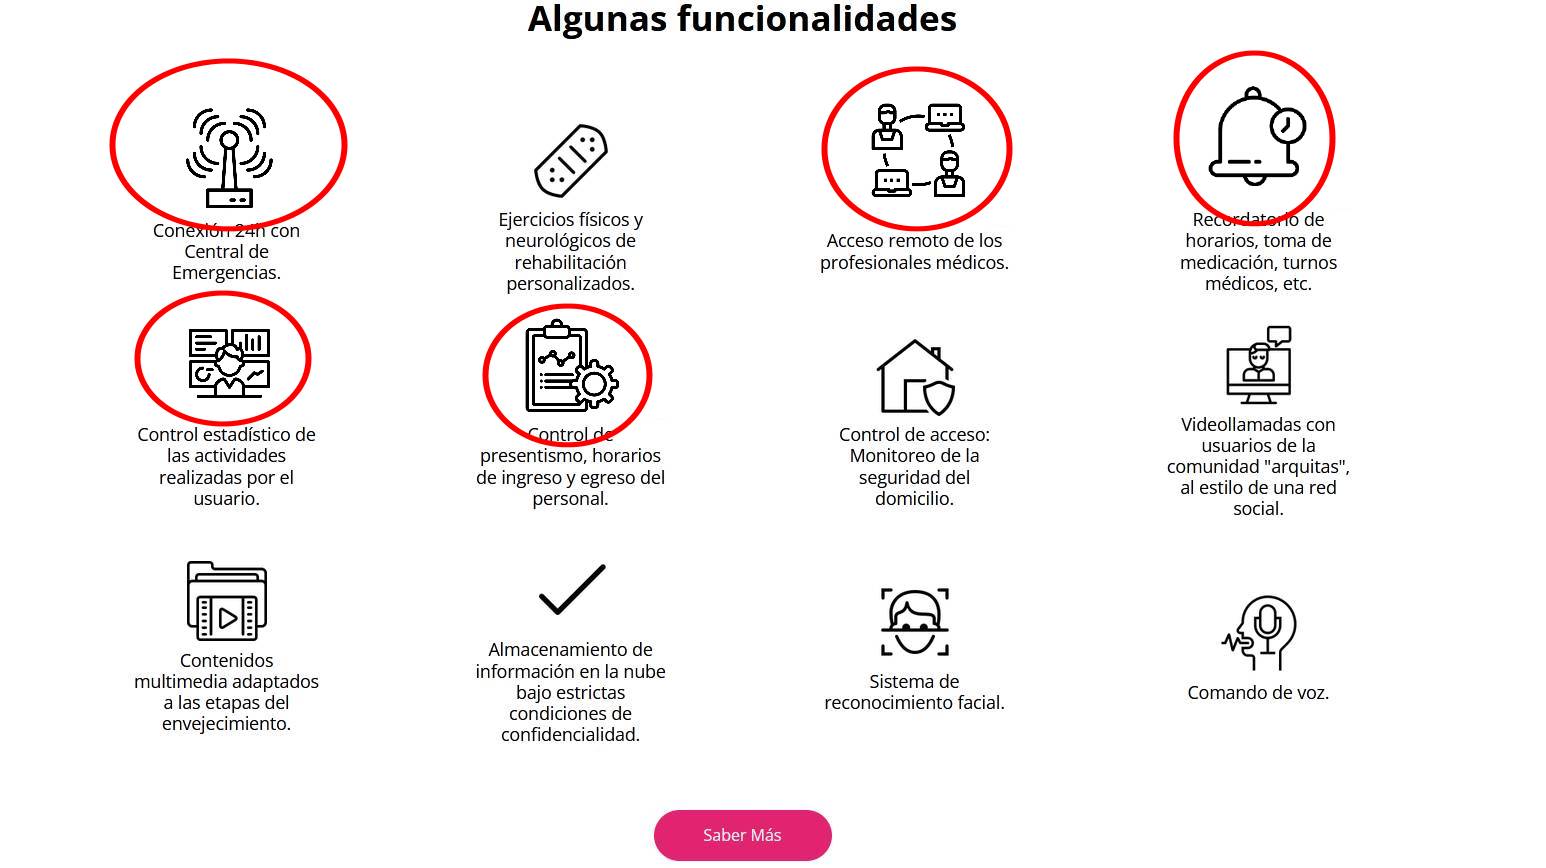 Algunas funcionalidades
Conexión 24h con
Central de
Emergencias.
Ejercicios físicos y
neurológicos de
rehabilitación
personalizados.
Acceso remoto de los
profesionales médicos.
Recordatorio de
horarios, toma de
medicación, turnos
médicos, etc.
Control estadístico de
las actividades
realizadas por el
usuario.
Control de
presentismo, horarios
de ingreso y egreso del
personal.
Control de acceso:
Monitoreo de la
seguridad del
domicilio.
Videollamadas con
usuarios de la
comunidad "arquitas",
al estilo de una red
social.
Contenidos
multimedia adaptados
a las etapas del
envejecimiento.
Almacenamiento de
información en la nube
bajo estrictas
condiciones de
confidencialidad.
Sistema de
reconocimiento facial.
Comando de voz.
Saber Más